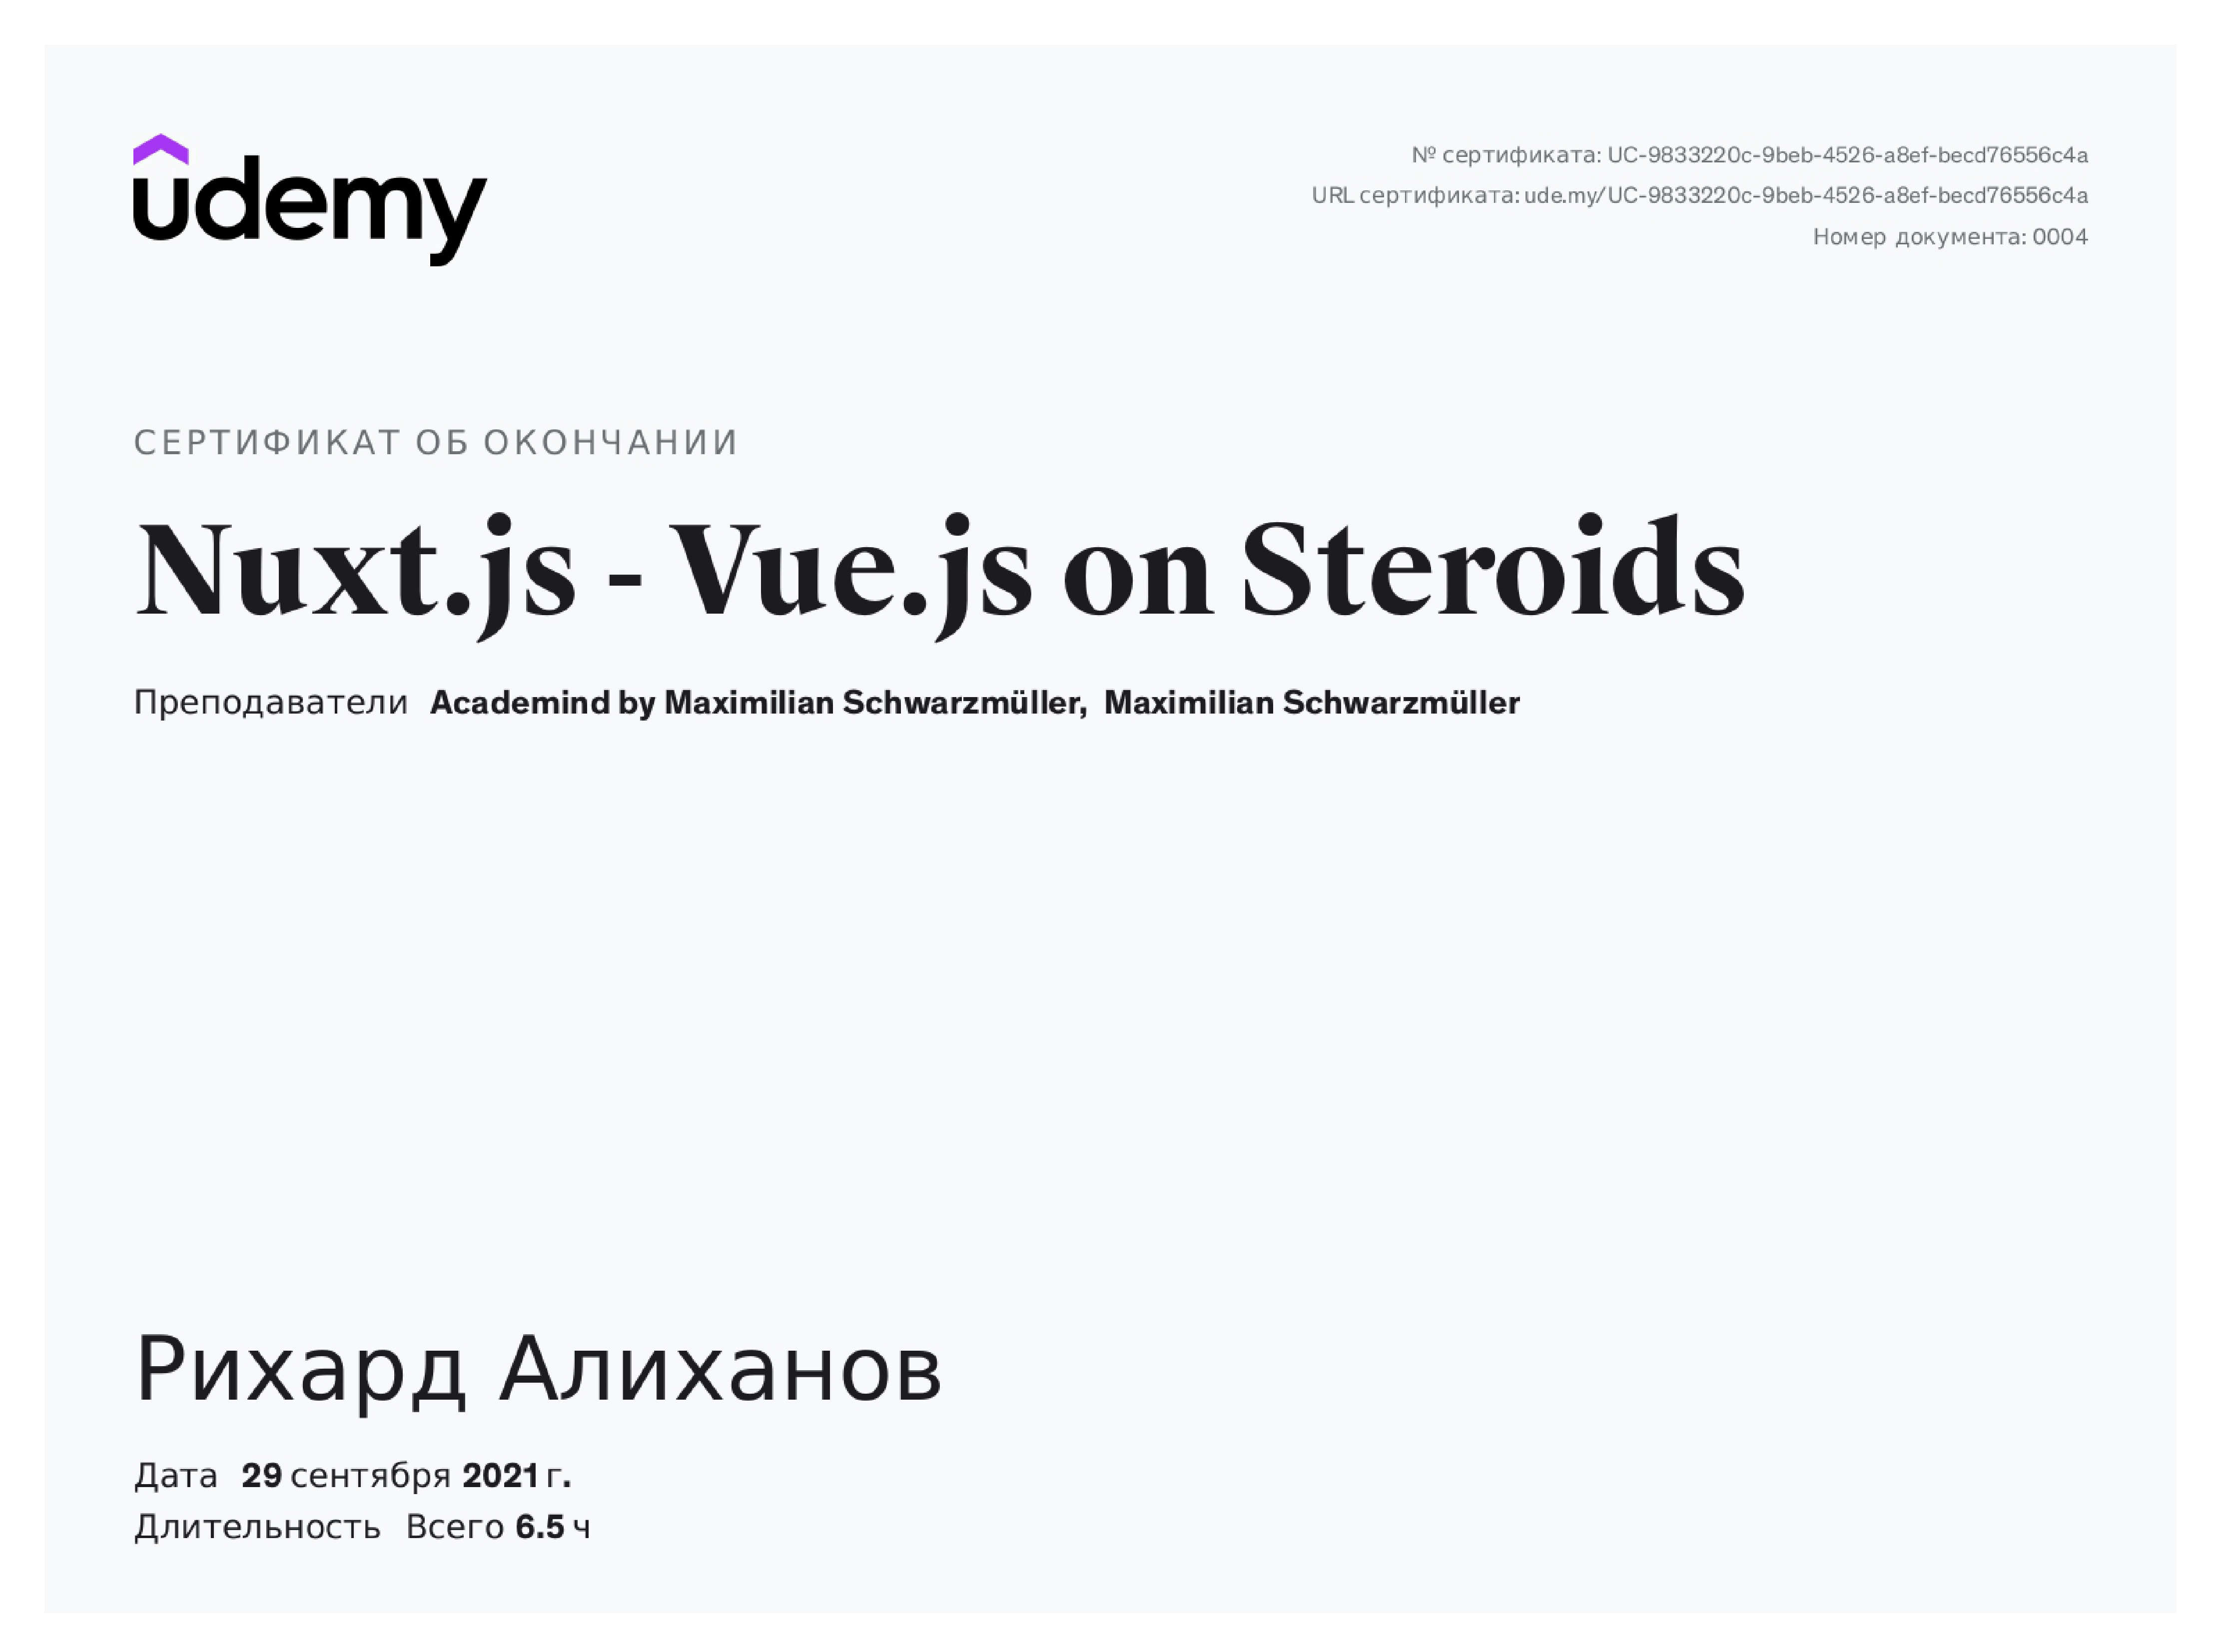 udemy
№ сертификата: UC-9833220c-9beb-4526-a8ef-becd76556c4a
URL сертификата: ude.my/UC-9833220c-9beb-4526-a8ef-becd76556c4a
Номер документа: 0004
СЕРТИФИКАТ ОБ ОКОНЧАНИИ
Nuxt.js - Vue.js on Steroids
Преподаватели Academind by Maximilian Schwarzmüller, Maximilian Schwarzmüller
Рихард Алиханов
Дата 29 сентября 2021 г.
Длительность Всего 6.5 ч